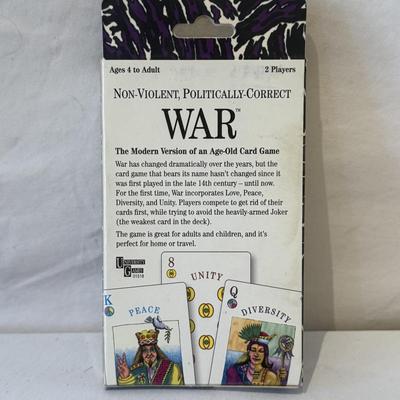 Ages 4 to Adult 2 Players
NON-VIOLENT, POLITICALLY-CORRECT
WAR™
The Modern Version of an Age-Old Card Game
War has changed dramatically over the years, but the
card game that bears its name hasn't changed since it
was first played in the late 14th century – until now.
For the first time, War incorporates Love, Peace,
Diversity, and Unity. Players compete to get rid of their
cards first, while trying to avoid the heavily-armed Joker
(the weakest card in the deck).
The game is great for adults and children, and it's
perfect for home or travel.
UNIVERSITY
GAMES
01010
8
UNITY
K
PEACE
Q
DIVERSITY